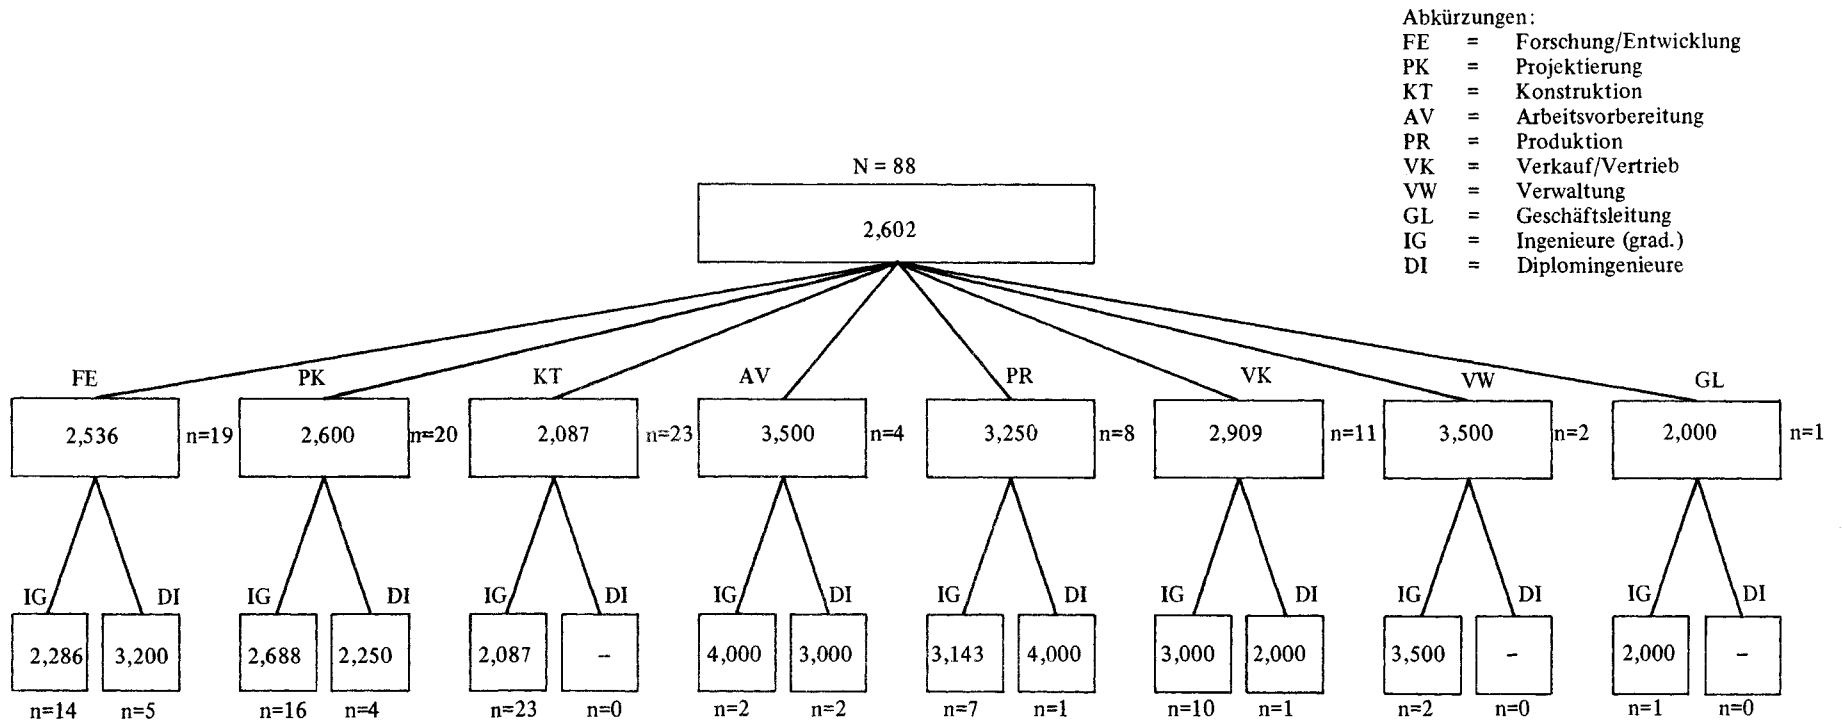 Abkürzungen:
FE = Forschung/Entwicklung
PK = Projektierung
KT = Konstruktion
AV = Arbeitsvorbereitung
PR = Produktion
VK = Verkauf/Vertrieb
VW = Verwaltung
GL = Geschäftsleitung
IG = Ingenieure (grad.)
DI = Diplomingenieure
N = 88
2,602
FE PK KT AV PR VK VW GL
2,536 n=19 2,600 n=20 2,087 n=23 3,500 n=4 3,250 n=8 2,909 n=11 3,500 n=2 2,000 n=1
IG DI IG DI IG DI IG DI IG DI IG DI IG DI IG DI
2,286 3,200 2,688 2,250 2,087 – 4,000 3,000 3,143 4,000 3,000 2,000 3,500 – 2,000 –
n=14 n=5 n=16 n=4 n=23 n=0 n=2 n=2 n=7 n=1 n=10 n=1 n=2 n=0 n=1 n=0